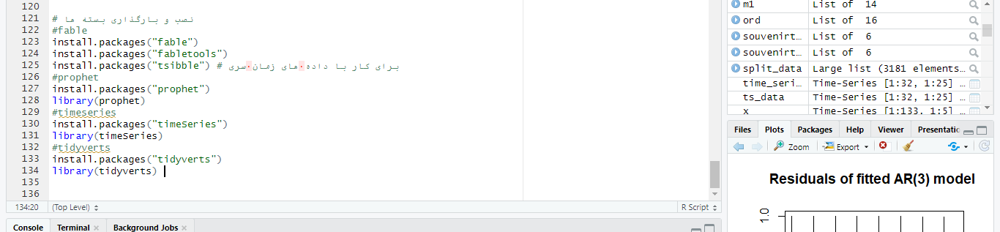 120
121 # نصب و بارگذاری بسته ها
122 #fable
123 install.packages("fable")
124 install.packages("fabletools")
125 install.packages("tsibble") # برای کار با داده های زمان سری
126 #prophet
127 install.packages("prophet")
128 library(prophet)
129 #timeseries
130 install.packages("timeSeries")
131 library(timeSeries)
132 #tidyverts
133 install.packages("tidyverts")
134 library(tidyverts)
135
136
134:20 (Top Level) R Script
Console Terminal Background Jobs
m1 List of 14
ord List of 16
souvenirt… List of 6
souvenirt… List of 6
split_data Large list (3181 elements…
time_seri… Time-Series [1:32, 1:25] …
ts_data Time-Series [1:32, 1:25] …
x Time-Series [1:133, 1:5] …
Files Plots Packages Help Viewer Presentatio
Zoom Export
Residuals of fitted AR(3) model
1.0